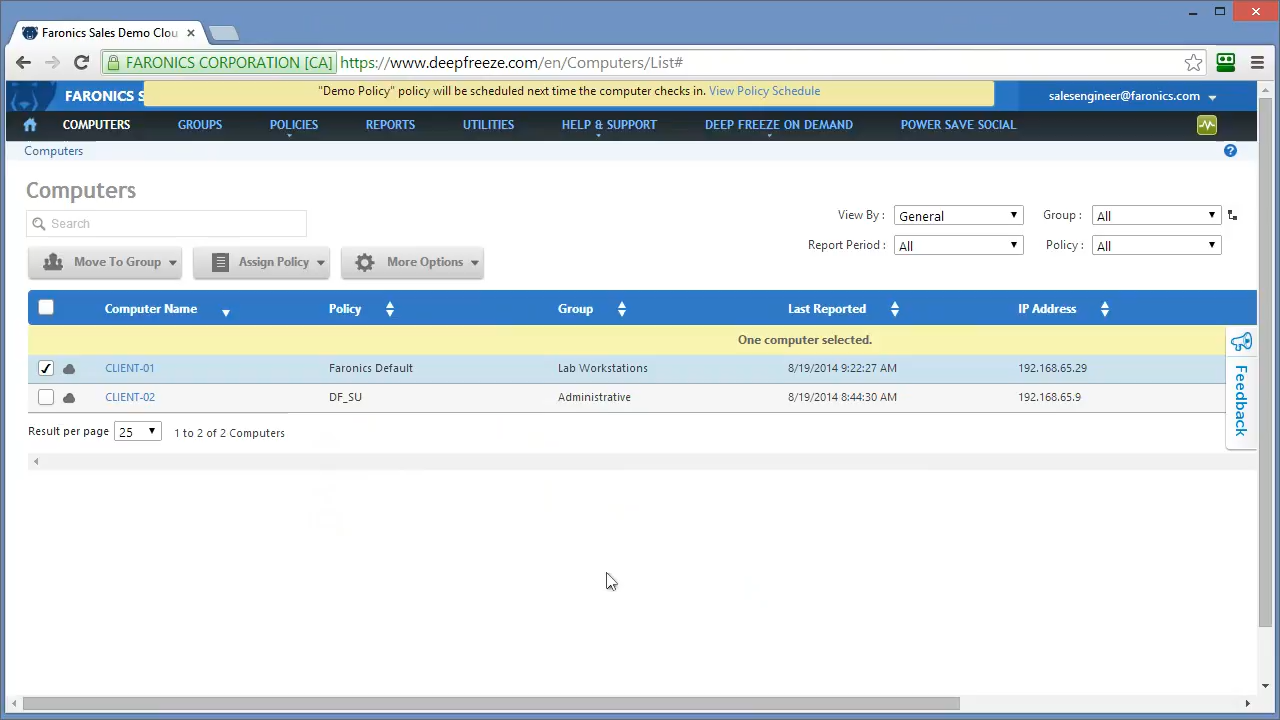 Faronics Sales Demo Clou
FARONICS CORPORATION [CA] https://www.deepfreeze.com/en/Computers/List#
FARONICS S
"Demo Policy" policy will be scheduled next time the computer checks in. View Policy Schedule
salesengineer@faronics.com
COMPUTERS GROUPS POLICIES REPORTS UTILITIES HELP & SUPPORT DEEP FREEZE ON DEMAND POWER SAVE SOCIAL
Computers
Computers
Search
View By : General Group : All
Report Period : All Policy : All
Move To Group Assign Policy More Options
Computer Name Policy Group Last Reported IP Address
One computer selected.
CLIENT-01 Faronics Default Lab Workstations 8/19/2014 9:22:27 AM 192.168.65.29
CLIENT-02 DF_SU Administrative 8/19/2014 8:44:30 AM 192.168.65.9
Result per page 25 1 to 2 of 2 Computers
Feedback